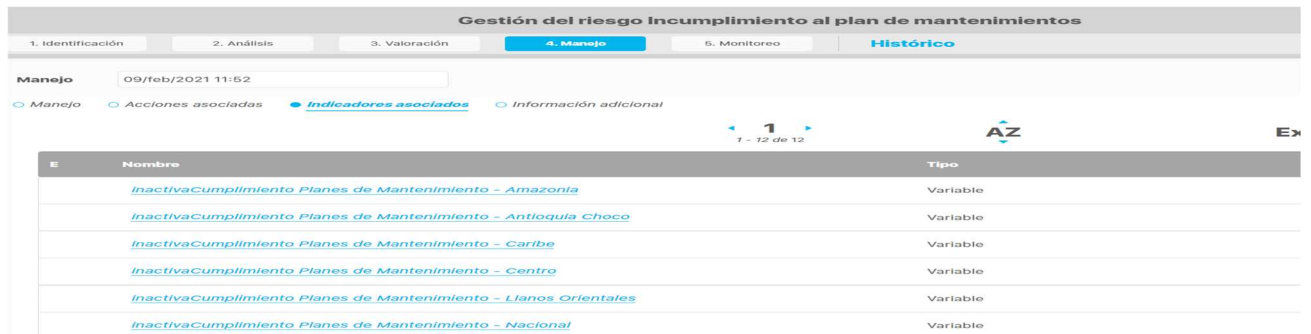 Gestión del riesgo Incumplimiento al plan de mantenimientos
1. Identificación 2. Análisis 3. Valoración 4. Manejo 5. Monitoreo Histórico
Manejo 09/feb/2021 11:52
Manejo Acciones asociadas Indicadores asociados Información adicional
1
1 - 12 de 12
AZ
Ex
E Nombre Tipo
inactivaCumplimiento Planes de Mantenimiento - Amazonía Variable
inactivaCumplimiento Planes de Mantenimiento - Antioquia Choco Variable
inactivaCumplimiento Planes de Mantenimiento - Caribe Variable
inactivaCumplimiento Planes de Mantenimiento - Centro Variable
inactivaCumplimiento Planes de Mantenimiento - Llanos Orientales Variable
inactivaCumplimiento Planes de Mantenimiento - Nacional Variable